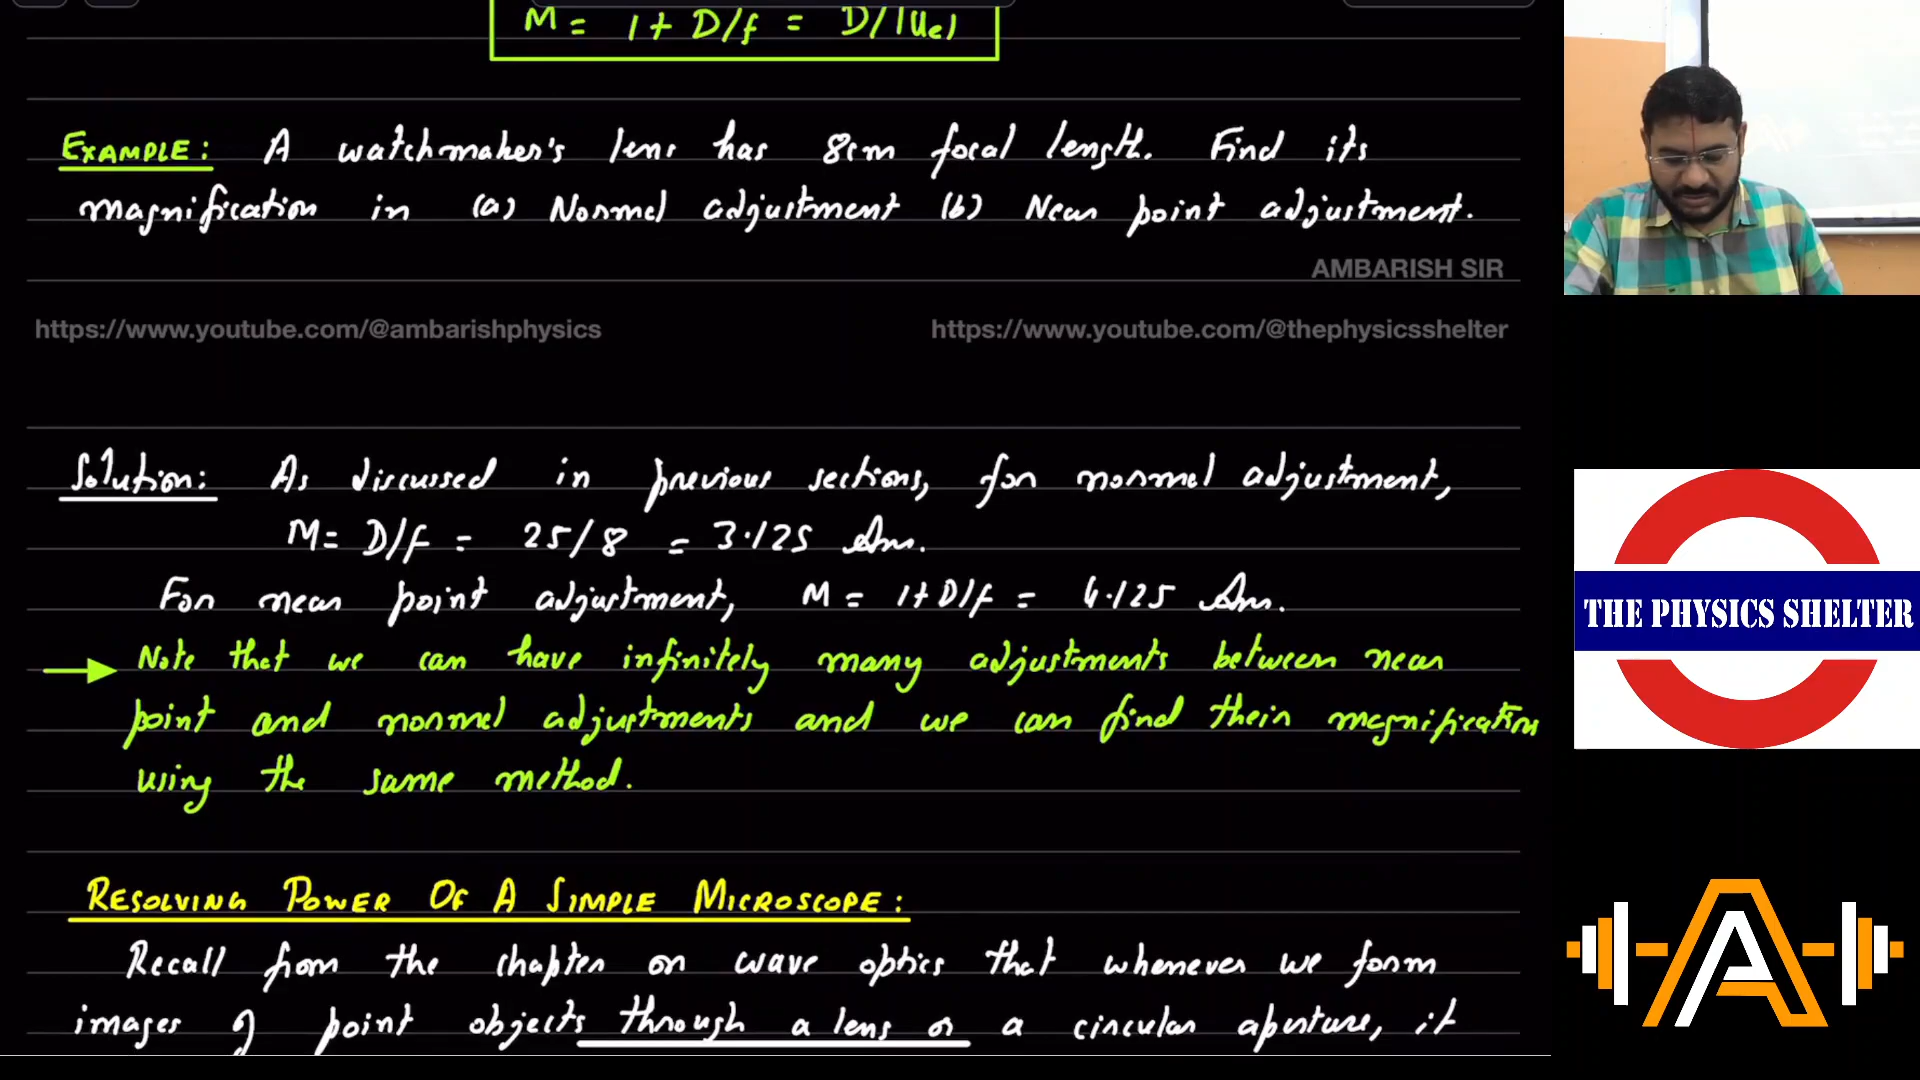 M = 1 + D/f = D/|ue|
EXAMPLE: A watchmaker's lens has 8cm focal length. Find its
magnification in (a) Normal adjustment (b) Near point adjustment.
AMBARISH SIR
https://www.youtube.com/@ambarishphysics
https://www.youtube.com/@thephysicsshelter
Solution: As discussed in previous sections, for normal adjustment,
M = D/f = 25/8 = 3.125 Ans.
For near point adjustment, M = 1+D/f = 4.125 Ans.
Note that we can have infinitely many adjustments between near
point and normal adjustments and we can find their magnification
using the same method.
THE PHYSICS SHELTER
RESOLVING POWER OF A SIMPLE MICROSCOPE:
Recall from the chapter on wave optics that whenever we form
images of point objects through a lens or a circular aperture, it